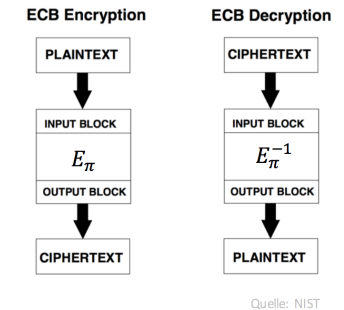 ECB Encryption
PLAINTEXT
INPUT BLOCK
E_π
OUTPUT BLOCK
CIPHERTEXT
ECB Decryption
CIPHERTEXT
INPUT BLOCK
E_π^{-1}
OUTPUT BLOCK
PLAINTEXT
Quelle: NIST